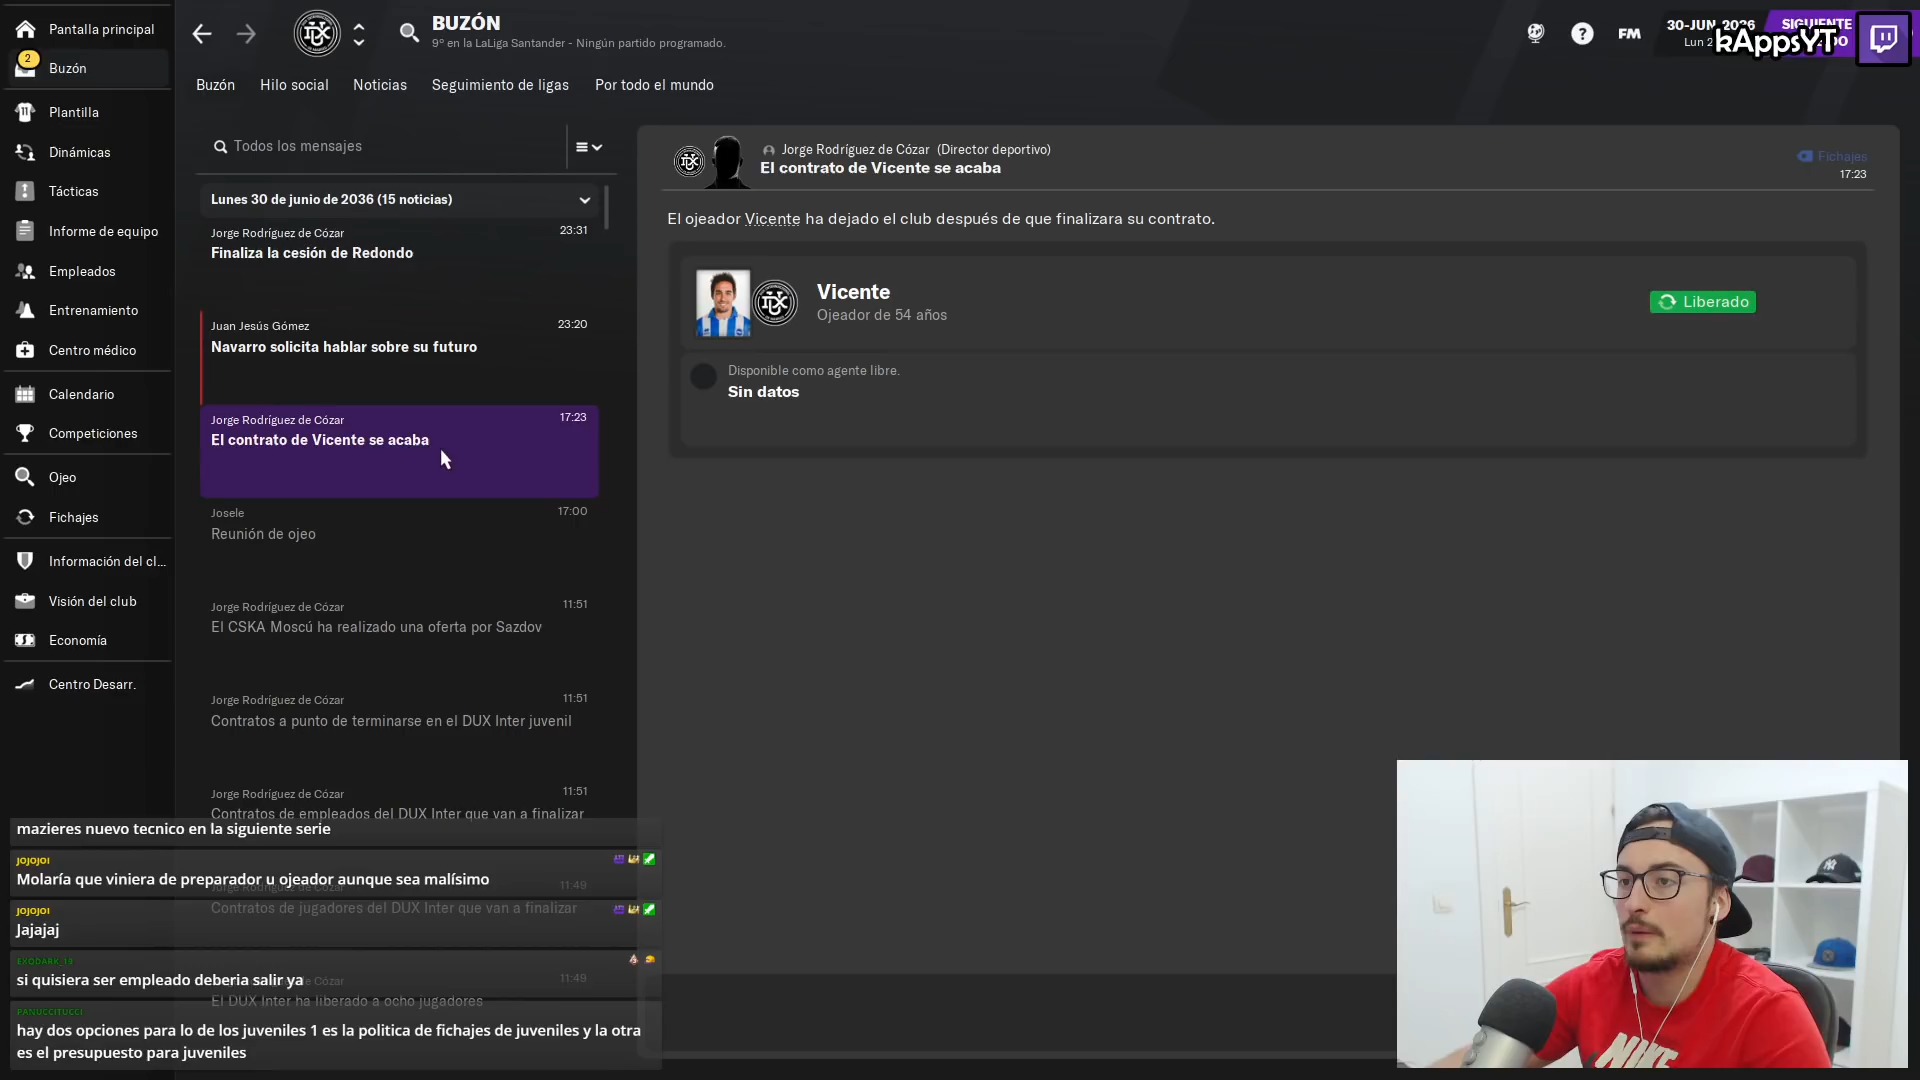 Pantalla principal
2
Buzón
Plantilla
Dinámicas
Tácticas
Informe de equipo
Empleados
Entrenamiento
Centro médico
Calendario
Competiciones
Ojeo
Fichajes
Información del cl...
Visión del club
Economía
Centro Desarr.
BUZÓN
9º en la LaLiga Santander - Ningún partido programado.
Buzón
Hilo social
Noticias
Seguimiento de ligas
Por todo el mundo
FM
Lun
SIGUIENTE
kAppsYT
Todos los mensajes
Lunes 30 de junio de 2036 (15 noticias)
Jorge Rodríguez de Cózar 23:31
Finaliza la cesión de Redondo
Juan Jesús Gómez 23:20
Navarro solicita hablar sobre su futuro
Jorge Rodríguez de Cózar 17:23
El contrato de Vicente se acaba
Josele 17:00
Reunión de ojeo
Jorge Rodríguez de Cózar 11:51
El CSKA Moscú ha realizado una oferta por Sazdov
Jorge Rodríguez de Cózar 11:51
Contratos a punto de terminarse en el DUX Inter juvenil
Jorge Rodríguez de Cózar 11:51
Contratos de empleados del DUX Inter que van a finalizar
11:49
Contratos de jugadores del DUX Inter que van a finalizar
11:49
El DUX Inter ha liberado a ocho jugadores
Jorge Rodríguez de Cózar (Director deportivo)
El contrato de Vicente se acaba
Fichajes
17:23
El ojeador Vicente ha dejado el club después de que finalizara su contrato.
Vicente
Ojeador de 54 años
Liberado
Disponible como agente libre.
Sin datos
mazieres nuevo tecnico en la siguiente serie
JOJOJOI
Molaría que viniera de preparador u ojeador aunque sea malísimo
JOJOJOI
Jajajaj
si quisiera ser empleado deberia salir ya
PANUCCITUCCI
hay dos opciones para lo de los juveniles 1 es la politica de fichajes de juveniles y la otra
es el presupuesto para juveniles
NIKE